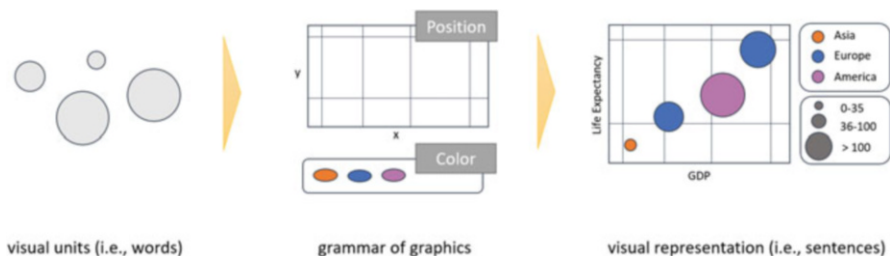 Position
y
x
Color
Life Expectancy
GDP
Asia
Europe
America
0-35
36-100
> 100
visual units (i.e., words)
grammar of graphics
visual representation (i.e., sentences)